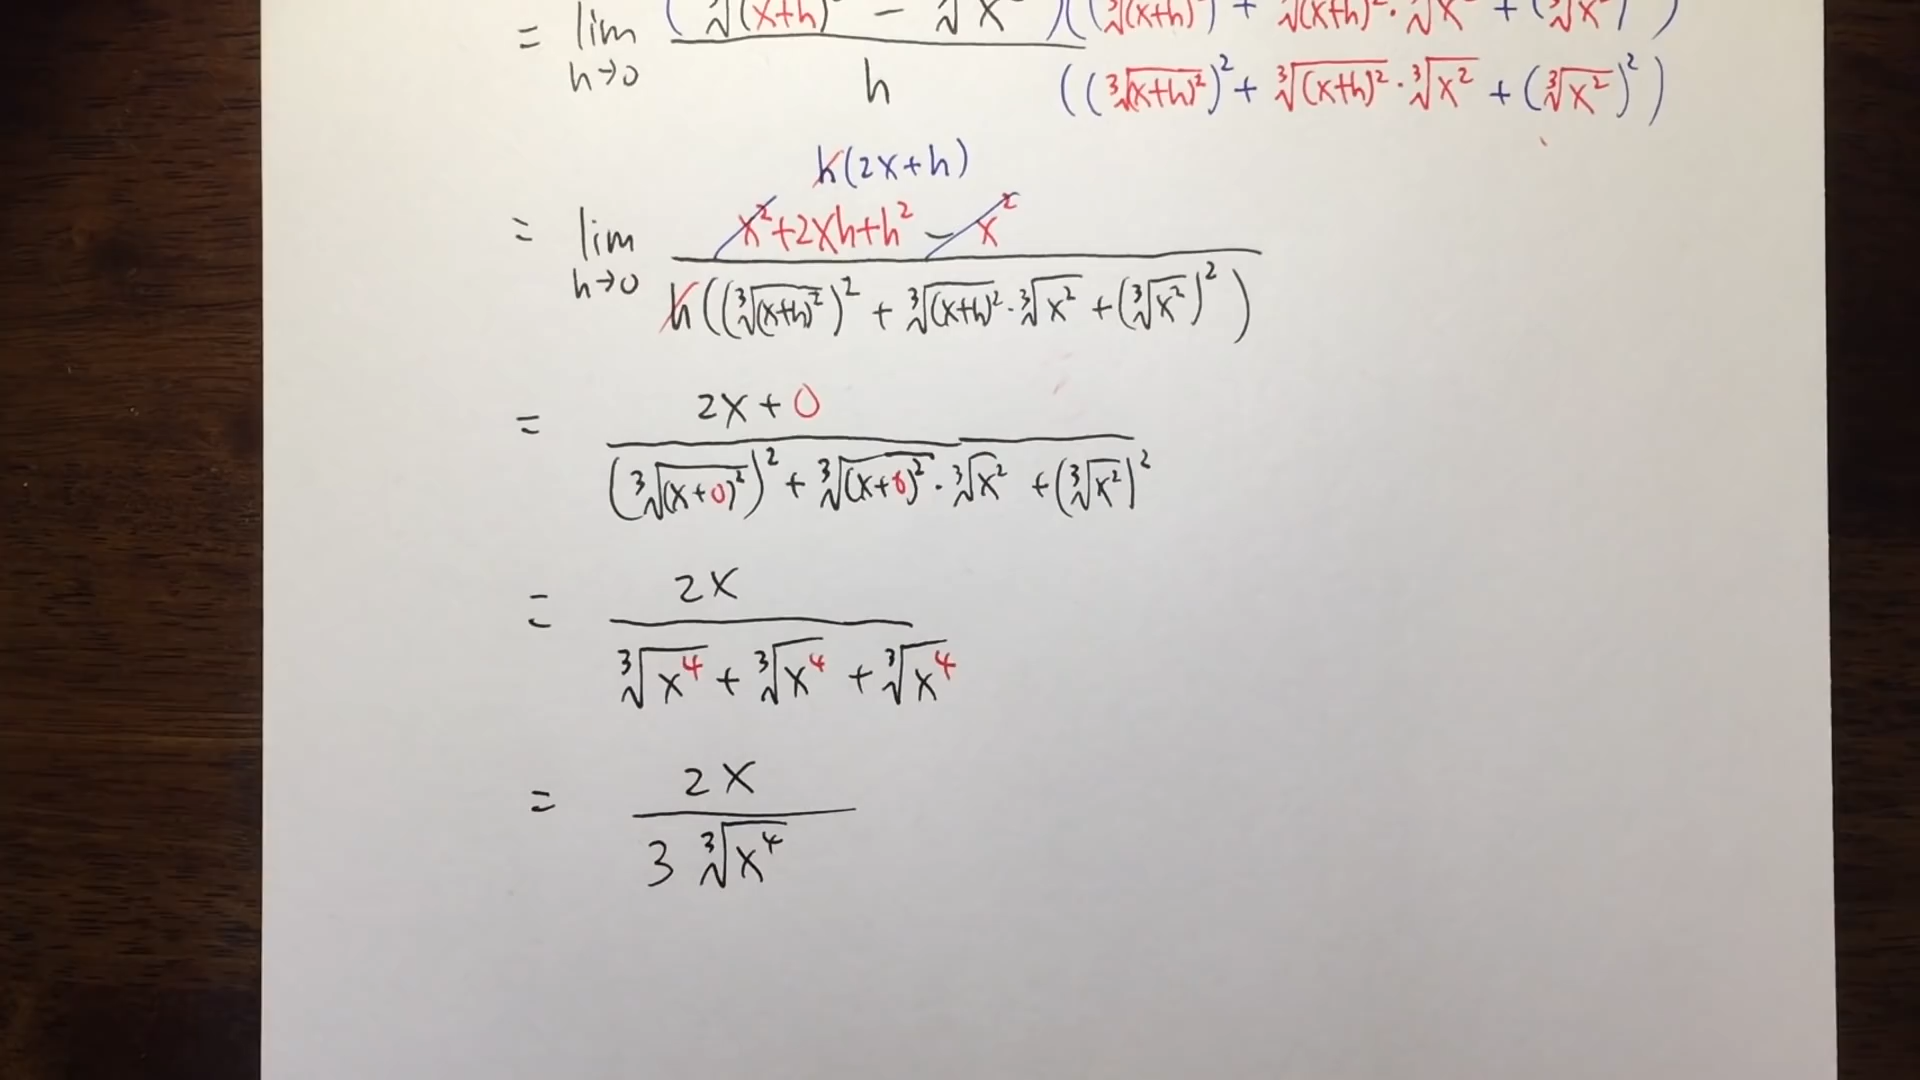 = lim h→0 (∛(x+h)² − ∛x²)((∛(x+h)²)² + ∛(x+h)² · ∛x² + (∛x²)²) / h ((∛(x+h)²)² + ∛(x+h)² · ∛x² + (∛x²)²)
h(2x+h)
= lim h→0 x²+2xh+h² − x² / h((∛(x+h)²)² + ∛(x+h)² · ∛x² + (∛x²)²)
= 2x+0 / (∛(x+0)²)² + ∛(x+0)² · ∛x² + (∛x²)²
= 2x / ∛x⁴ + ∛x⁴ + ∛x⁴
= 2x / 3 ∛x⁴